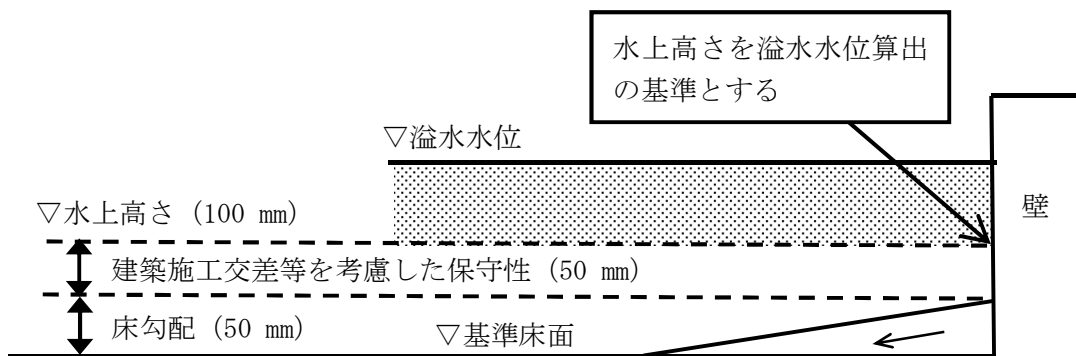 水上高さを溢水水位算出
の基準とする
▽溢水水位
▽水上高さ (100 mm)
壁
建築施工交差等を考慮した保守性 (50 mm)
床勾配 (50 mm)
▽基準床面